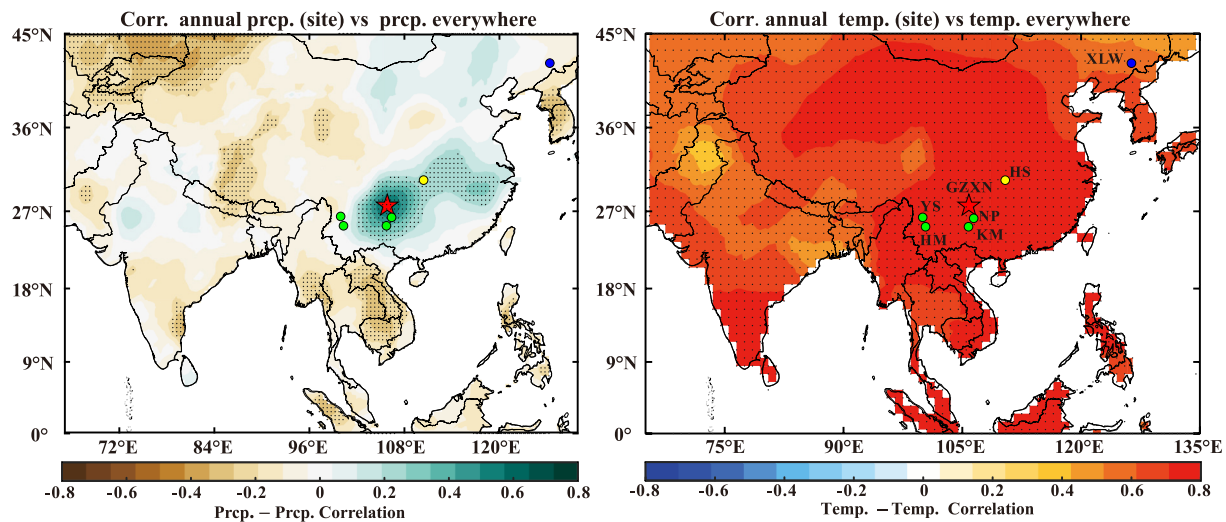 Corr. annual prcp. (site) vs prcp. everywhere
45°N
36°N
27°N
18°N
9°N
0°
72°E
84°E
96°E
108°E
120°E
-0.8
-0.6
-0.4
-0.2
0
0.2
0.4
0.6
0.8
Prcp. – Prcp. Correlation
Corr. annual temp. (site) vs temp. everywhere
XLW
HS
GZXN
YS
NP
HM
KM
45°N
36°N
27°N
18°N
9°N
0°
75°E
90°E
105°E
120°E
135°E
-0.8
-0.6
-0.4
-0.2
0
0.2
0.4
0.6
0.8
Temp. – Temp. Correlation